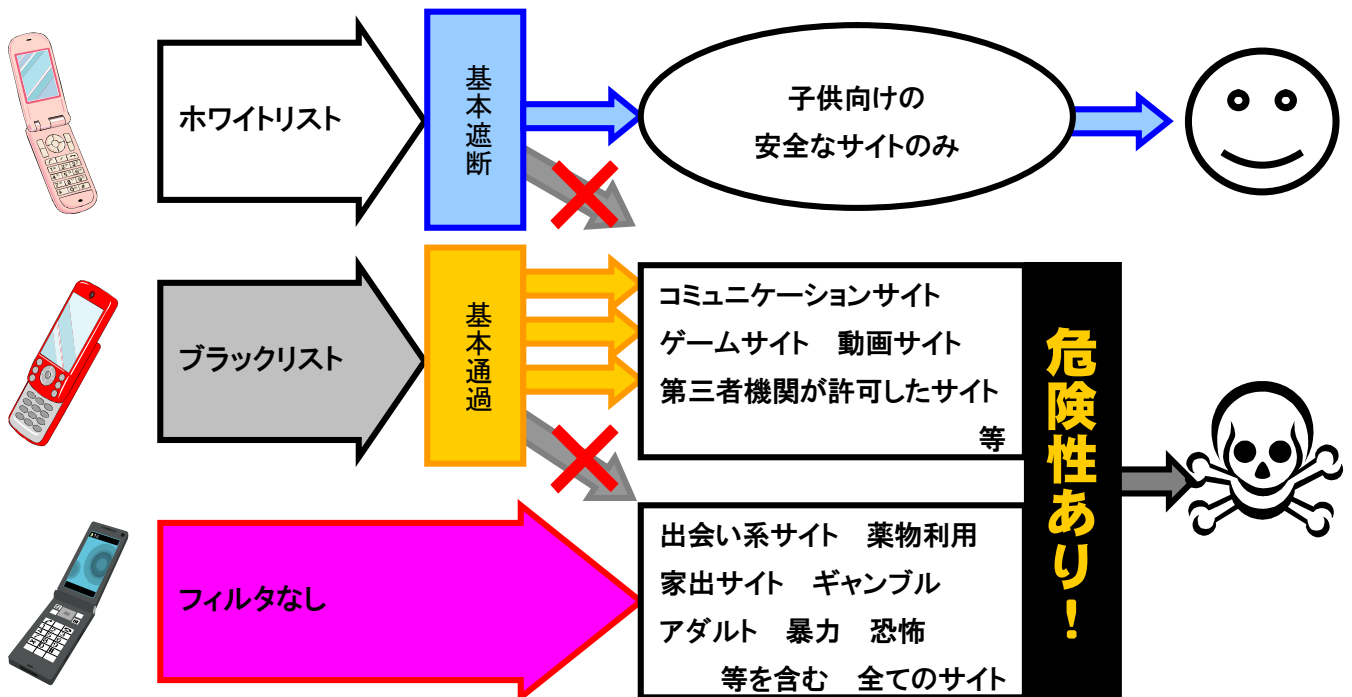 ホワイトリスト
基本遮断
子供向けの
安全なサイトのみ
ブラックリスト
基本通過
コミュニケーションサイト
ゲームサイト　動画サイト
第三者機関が許可したサイト
等
フィルタなし
出会い系サイト　薬物利用
家出サイト　ギャンブル
アダルト　暴力　恐怖
等を含む　全てのサイト
危険性あり！